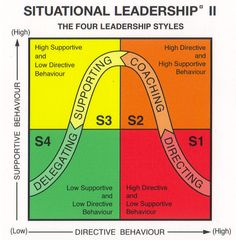 SITUATIONAL LEADERSHIP® II
THE FOUR LEADERSHIP STYLES
(High)
High Supportive
and
Low Directive
Behaviour
High Directive
and
High Supportive
Behaviour
SUPPORTING
COACHING
S3
S2
S4
S1
DELEGATING
DIRECTING
Low Supportive
and Low
Directive
Behaviour
High Directive
and Low
Supportive
Behaviour
SUPPORTIVE BEHAVIOUR
(Low)
DIRECTIVE BEHAVIOUR
(High)